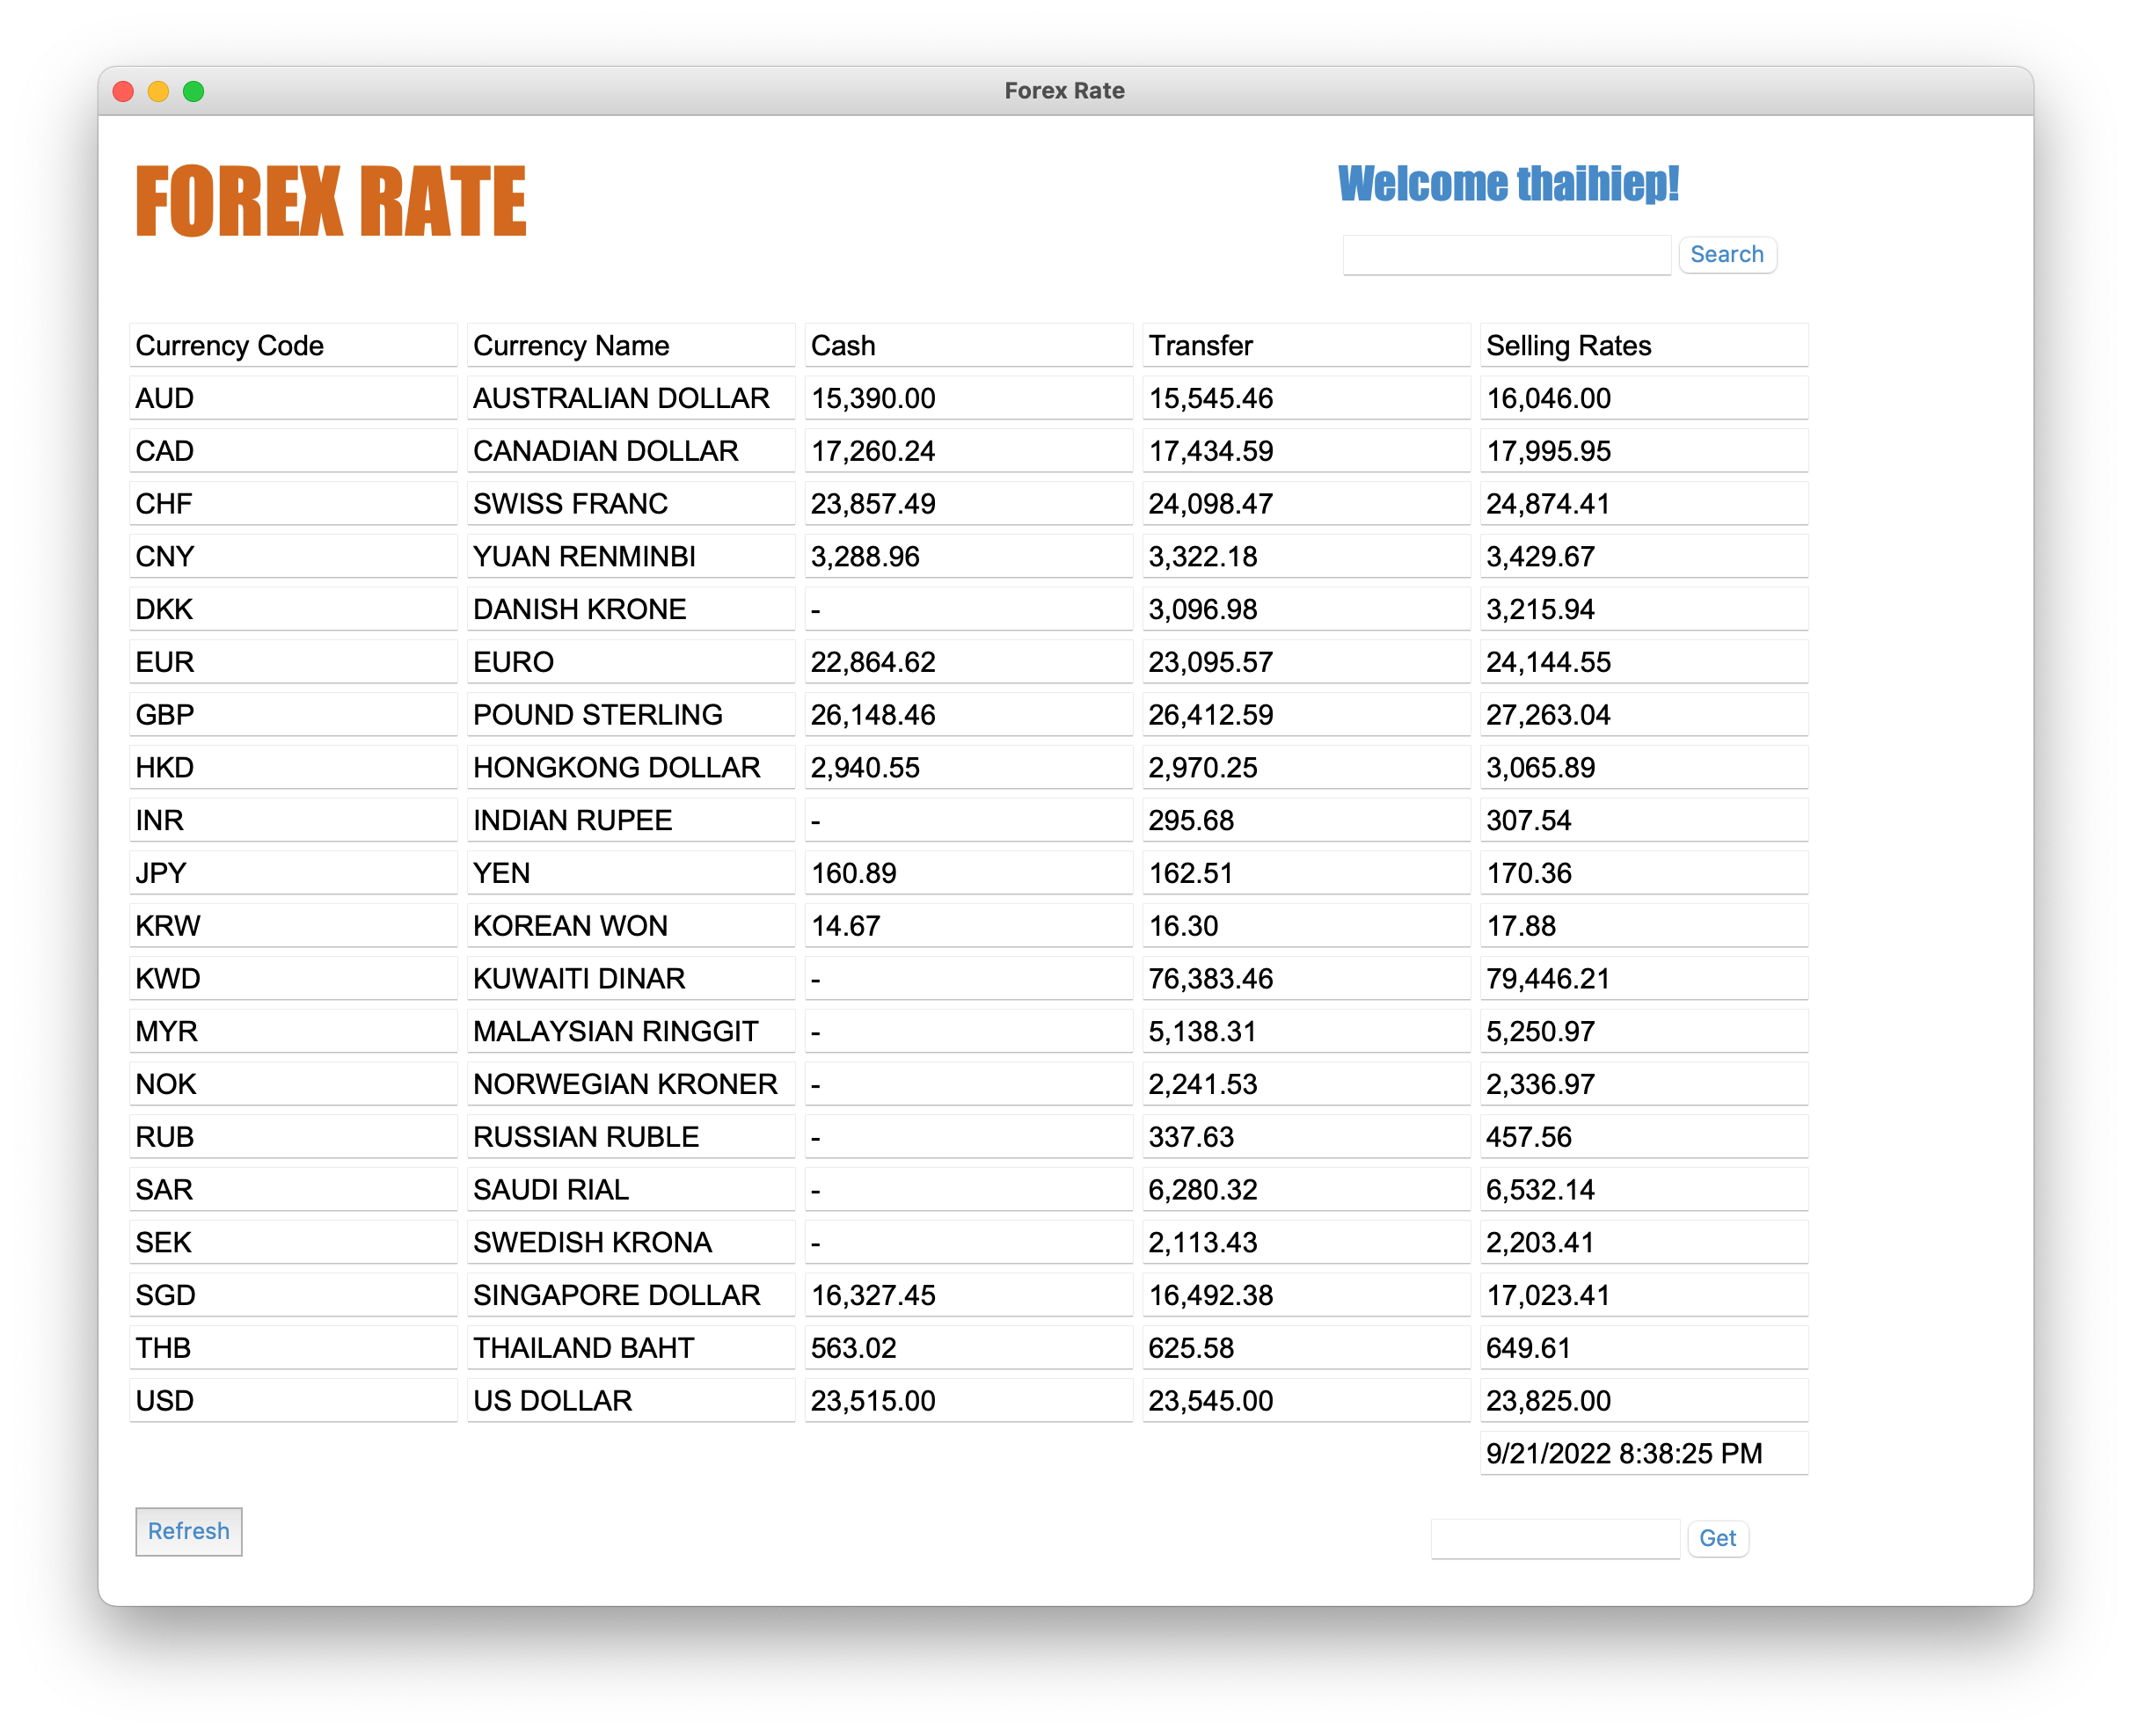 Forex Rate
FOREX RATE
Welcome thaihiep!
Search
Currency Code Currency Name Cash Transfer Selling Rates
AUD AUSTRALIAN DOLLAR 15,390.00 15,545.46 16,046.00
CAD CANADIAN DOLLAR 17,260.24 17,434.59 17,995.95
CHF SWISS FRANC 23,857.49 24,098.47 24,874.41
CNY YUAN RENMINBI 3,288.96 3,322.18 3,429.67
DKK DANISH KRONE - 3,096.98 3,215.94
EUR EURO 22,864.62 23,095.57 24,144.55
GBP POUND STERLING 26,148.46 26,412.59 27,263.04
HKD HONGKONG DOLLAR 2,940.55 2,970.25 3,065.89
INR INDIAN RUPEE - 295.68 307.54
JPY YEN 160.89 162.51 170.36
KRW KOREAN WON 14.67 16.30 17.88
KWD KUWAITI DINAR - 76,383.46 79,446.21
MYR MALAYSIAN RINGGIT - 5,138.31 5,250.97
NOK NORWEGIAN KRONER - 2,241.53 2,336.97
RUB RUSSIAN RUBLE - 337.63 457.56
SAR SAUDI RIAL - 6,280.32 6,532.14
SEK SWEDISH KRONA - 2,113.43 2,203.41
SGD SINGAPORE DOLLAR 16,327.45 16,492.38 17,023.41
THB THAILAND BAHT 563.02 625.58 649.61
USD US DOLLAR 23,515.00 23,545.00 23,825.00
9/21/2022 8:38:25 PM
Refresh Get